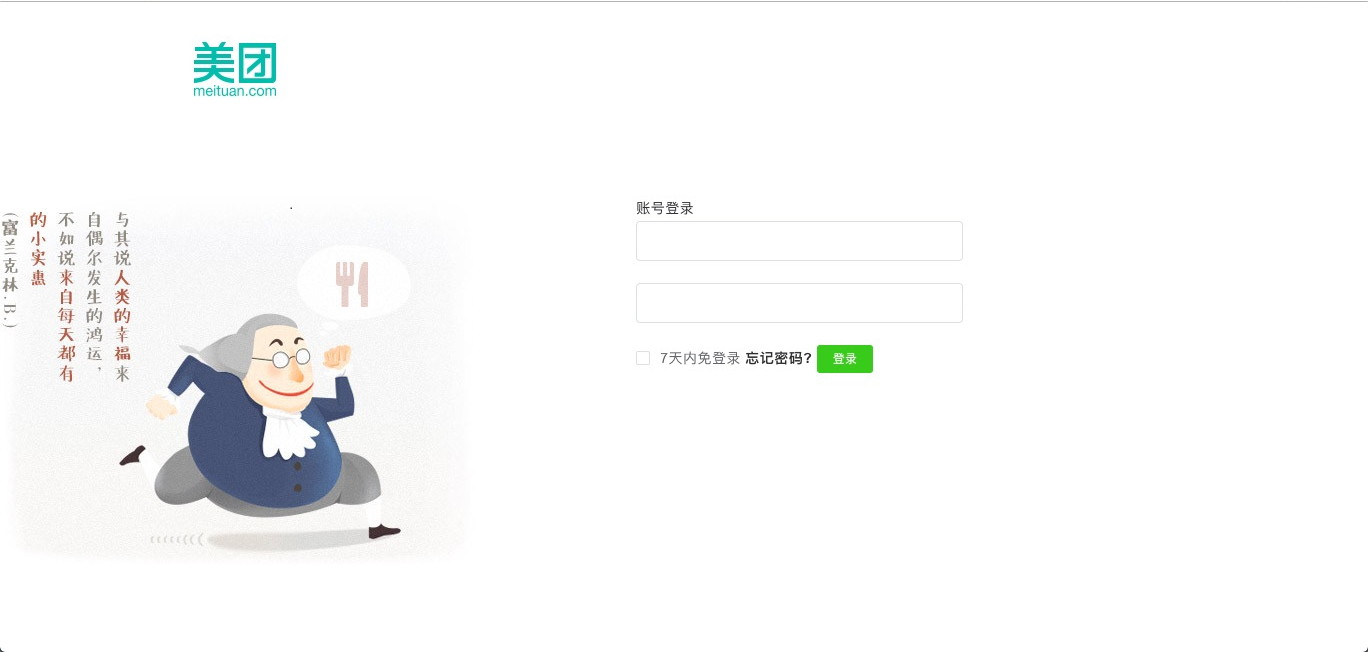 美团
meituan.com
与其说人类的幸福来
自偶尔发生的鸿运，
不如说来自每天都有
的小实惠
(富兰克林.B.)
账号登录
7天内免登录 忘记密码? 登录